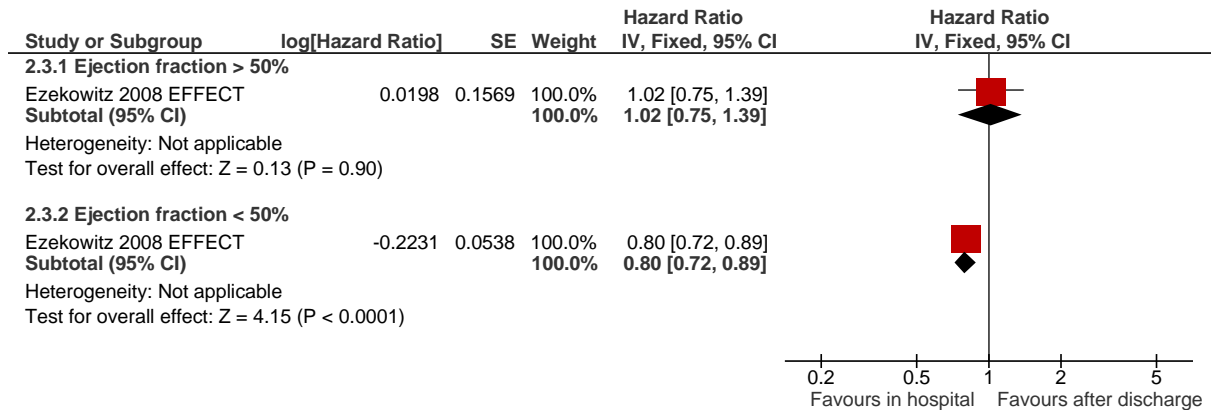 Hazard Ratio Hazard Ratio
Study or Subgroup log[Hazard Ratio] SE Weight IV, Fixed, 95% CI IV, Fixed, 95% CI
2.3.1 Ejection fraction > 50%
Ezekowitz 2008 EFFECT 0.0198 0.1569 100.0% 1.02 [0.75, 1.39]
Subtotal (95% CI) 100.0% 1.02 [0.75, 1.39]
Heterogeneity: Not applicable
Test for overall effect: Z = 0.13 (P = 0.90)
2.3.2 Ejection fraction < 50%
Ezekowitz 2008 EFFECT -0.2231 0.0538 100.0% 0.80 [0.72, 0.89]
Subtotal (95% CI) 100.0% 0.80 [0.72, 0.89]
Heterogeneity: Not applicable
Test for overall effect: Z = 4.15 (P < 0.0001)
0.2 0.5 1 2 5
Favours in hospital Favours after discharge